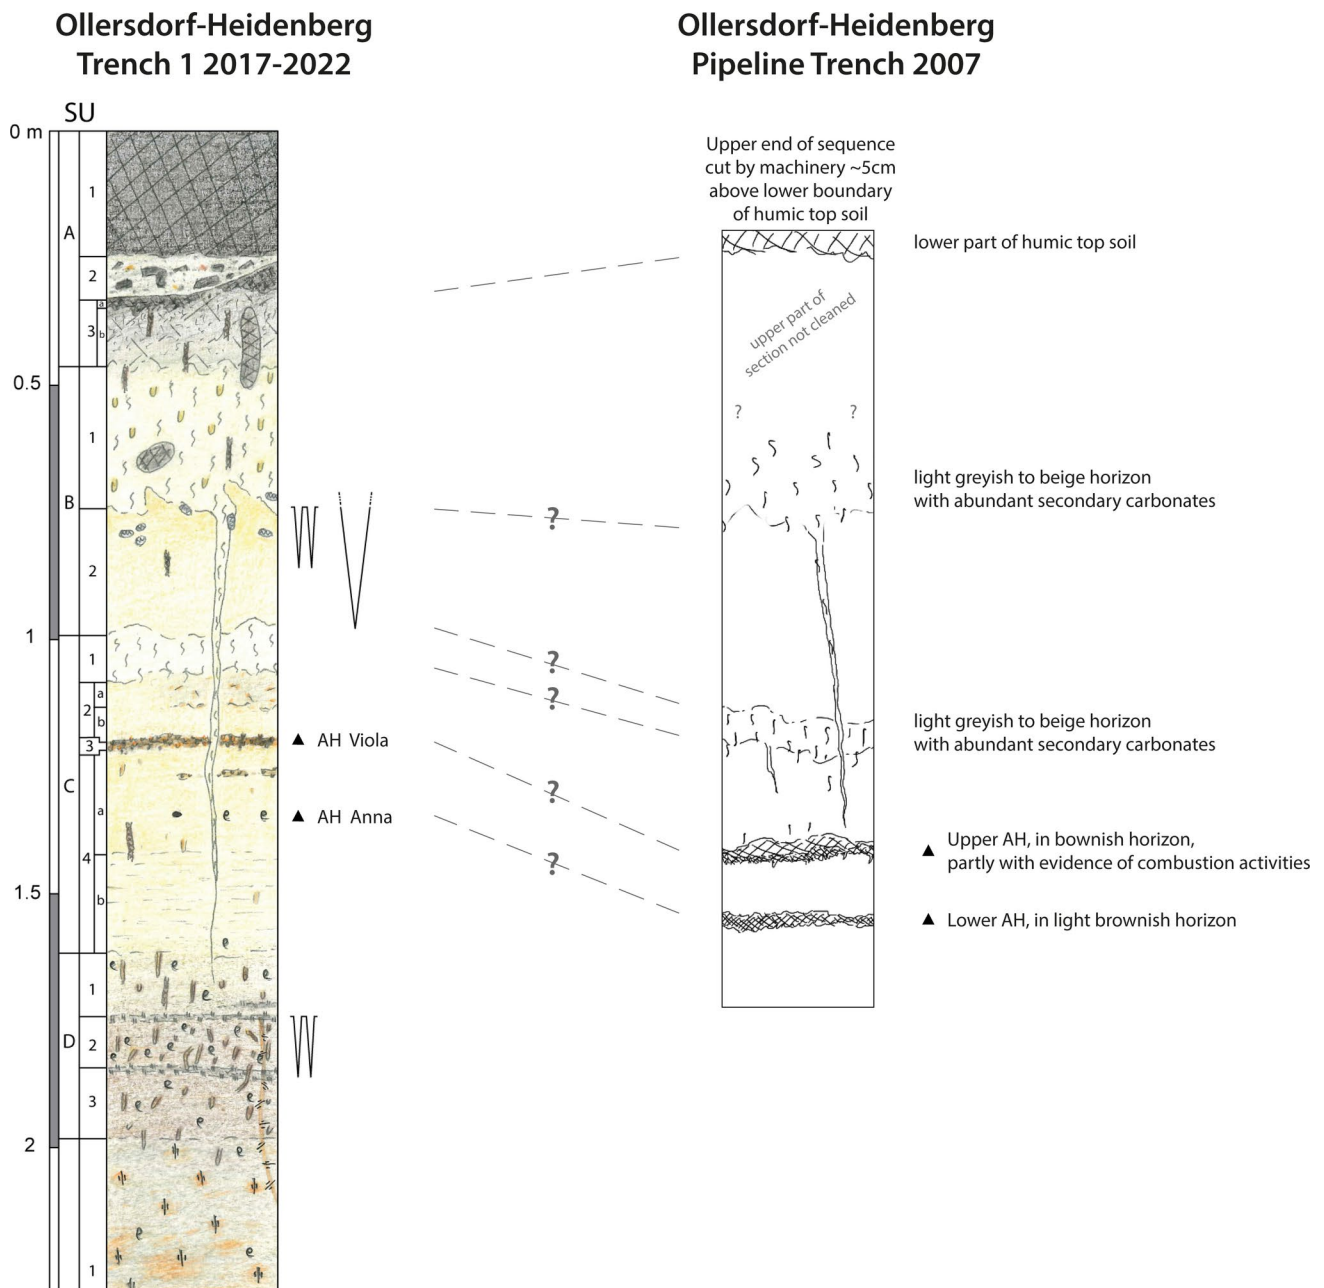 Ollersdorf-Heidenberg
Trench 1 2017-2022
Ollersdorf-Heidenberg
Pipeline Trench 2007
SU
0 m
0.5
1
1.5
2
A
1
2
3
a
b
B
1
2
C
1
2
a
b
3
4
a
b
D
1
2
3
1
AH Viola
AH Anna
?
?
?
?
?
Upper end of sequence
cut by machinery ~5cm
above lower boundary
of humic top soil
lower part of humic top soil
upper part of
section not cleaned
? ?
light greyish to beige horizon
with abundant secondary carbonates
light greyish to beige horizon
with abundant secondary carbonates
Upper AH, in bownish horizon,
partly with evidence of combustion activities
Lower AH, in light brownish horizon